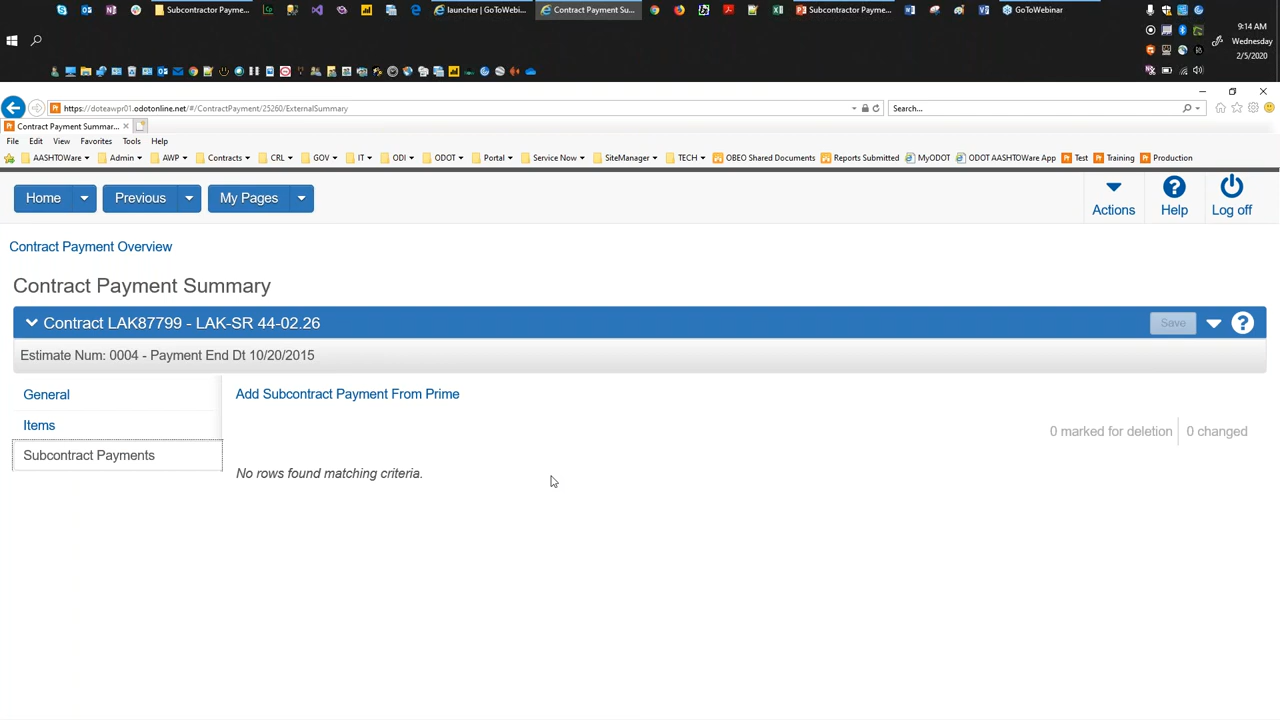 Subcontractor Payme...
launcher | GoToWebi...
Contract Payment Su...
Subcontractor Payme...
GoToWebinar
9:14 AM
Wednesday
2/5/2020
https://doteawpr01.odotonline.net/#/ContractPayment/25260/ExternalSummary
Search...
Contract Payment Summar...
File Edit View Favorites Tools Help
AASHTOWare Admin AWP Contracts CRL GOV IT ODI ODOT Portal Service Now SiteManager TECH OBEO Shared Documents Reports Submitted MyODOT ODOT AASHTOWare App Test Training Production
Home Previous My Pages
Actions Help Log off
Contract Payment Overview
Contract Payment Summary
Contract LAK87799 - LAK-SR 44-02.26
Save
Estimate Num: 0004 - Payment End Dt 10/20/2015
General
Items
Subcontract Payments
Add Subcontract Payment From Prime
0 marked for deletion 0 changed
No rows found matching criteria.